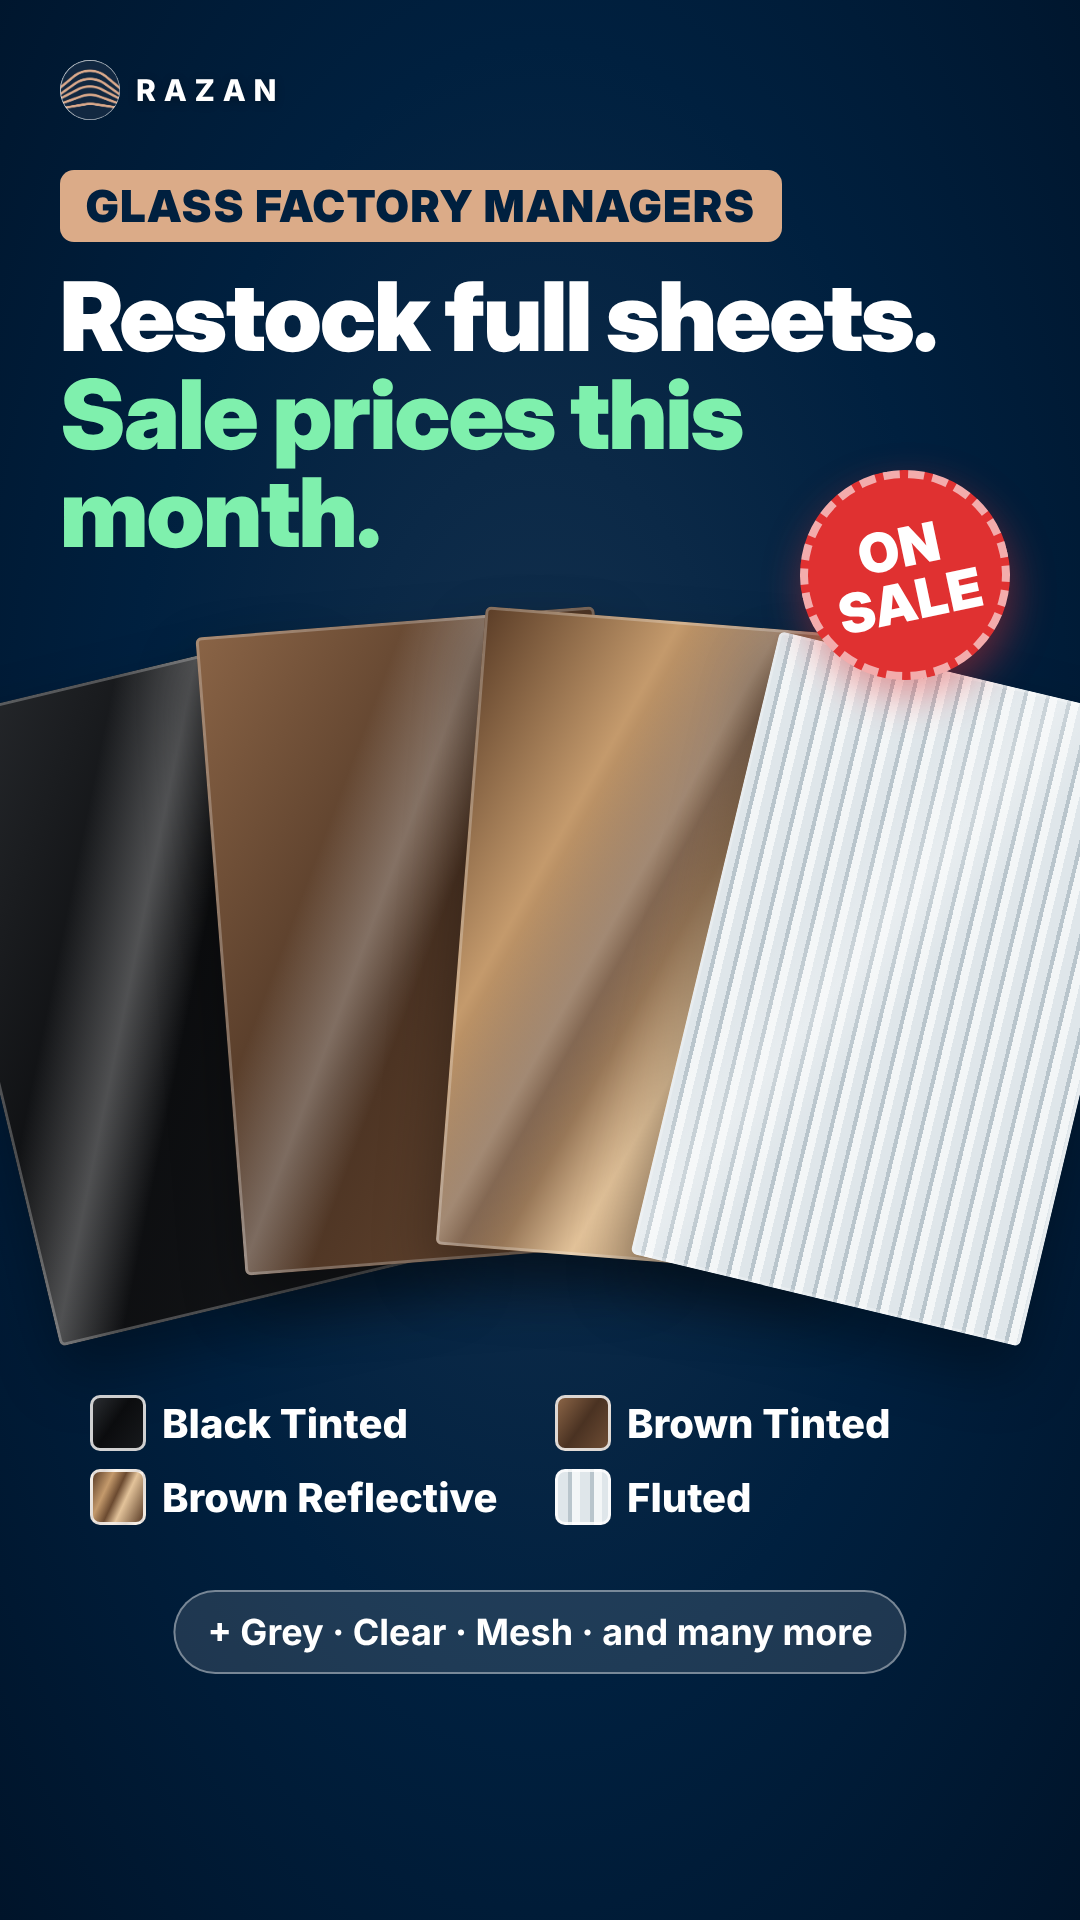 RAZAN
GLASS FACTORY MANAGERS
Restock full sheets.
Sale prices this
month.
ON
SALE
Black Tinted
Brown Tinted
Brown Reflective
Fluted
+ Grey · Clear · Mesh · and many more